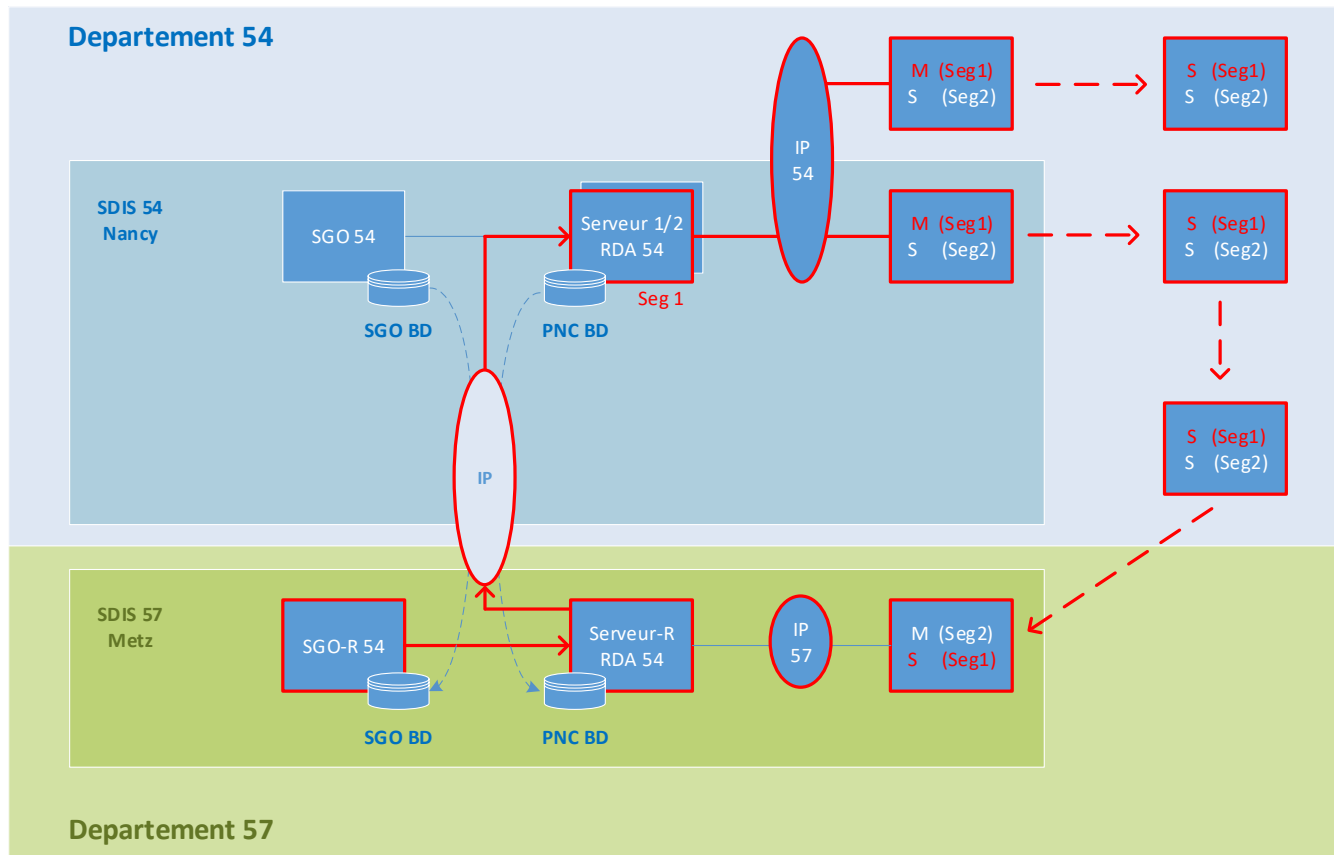 Departement 54
M (Seg1)
S (Seg2)
S (Seg1)
S (Seg2)
IP
54
SDIS 54
Nancy
SGO 54
Serveur 1/2
RDA 54
M (Seg1)
S (Seg2)
S (Seg1)
S (Seg2)
Seg 1
SGO BD
PNC BD
S (Seg1)
S (Seg2)
IP
SDIS 57
Metz
SGO-R 54
Serveur-R
RDA 54
IP
57
M (Seg2)
S (Seg1)
SGO BD
PNC BD
Departement 57